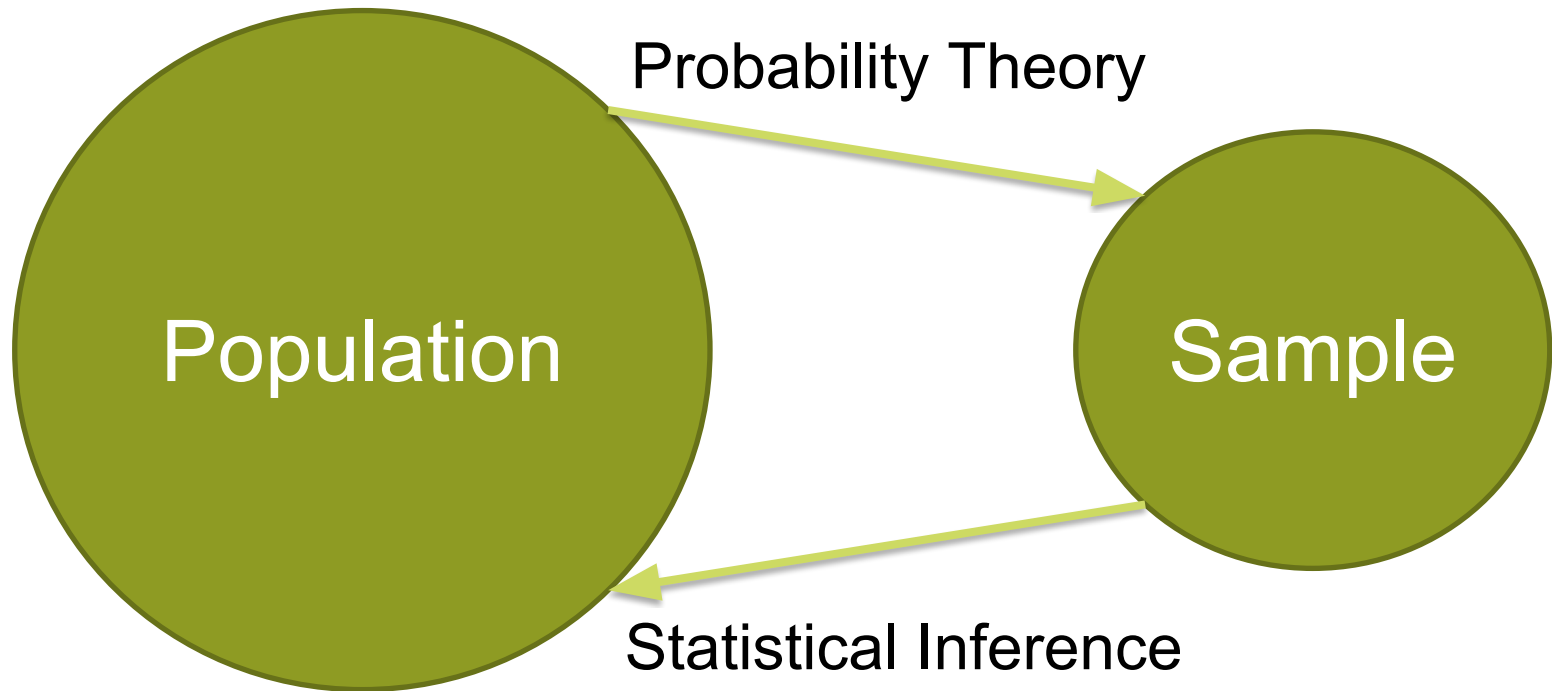 Probability Theory
Population
Sample
Statistical Inference